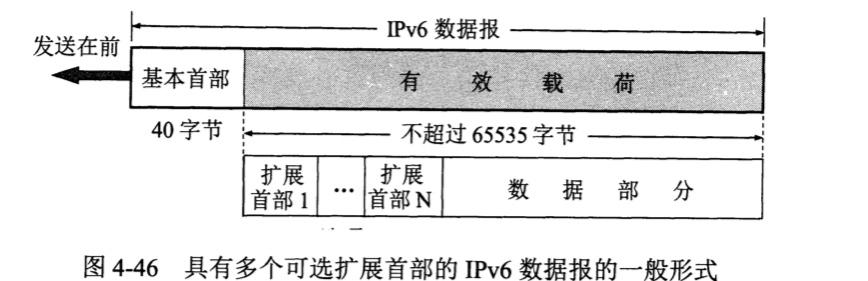 IPv6 数据报
发送在前
基本首部
有效载荷
40 字节
不超过 65535 字节
扩展
首部 1
...
扩展
首部 N
数据部分
图 4-46 具有多个可选扩展首部的 IPv6 数据报的一般形式